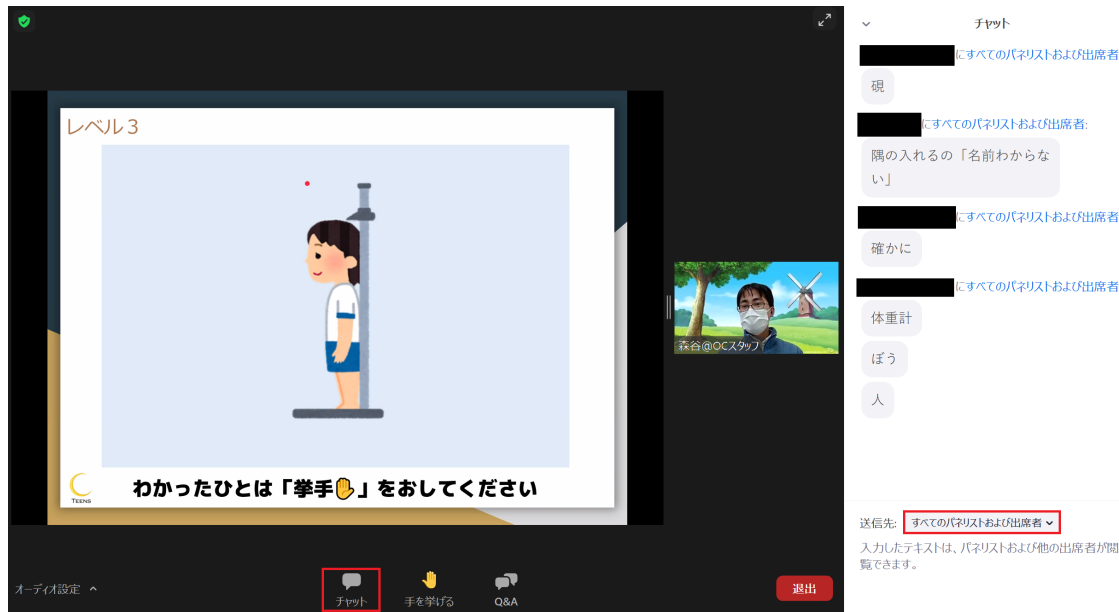 レベル3
TEENS
わかったひとは「挙手✋」をおしてください
森谷@OCスタッフ
オーディオ設定
チャット
手を挙げる
Q&A
退出
チャット
にすべてのパネリストおよび出席者
硯
にすべてのパネリストおよび出席者:
隅の入れるの「名前わからな
い」
にすべてのパネリストおよび出席者
確かに
にすべてのパネリストおよび出席者
体重計
ぼう
人
送信先: すべてのパネリストおよび出席者
入力したテキストは、パネリストおよび他の出席者が閲
覧できます。